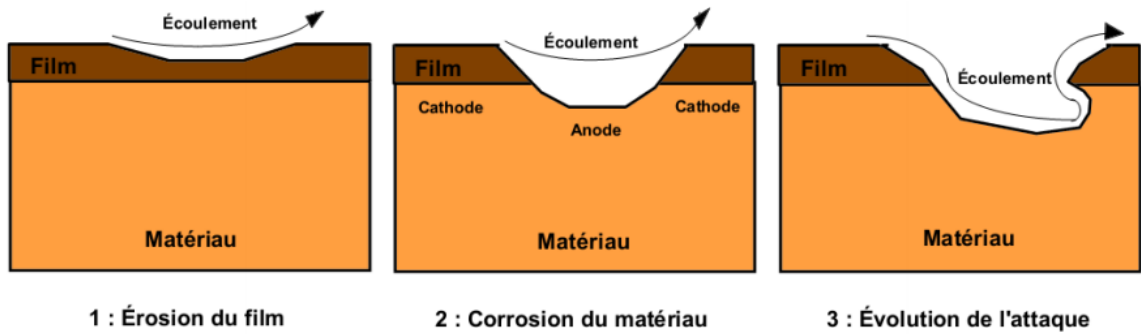 Écoulement
Film
Matériau
1 : Érosion du film
Écoulement
Film
Cathode
Cathode
Anode
Matériau
2 : Corrosion du matériau
Film
Écoulement
Matériau
3 : Évolution de l'attaque